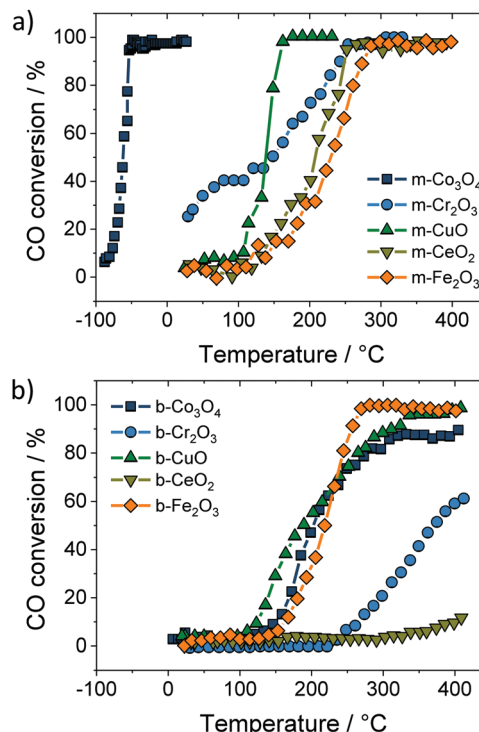 a)
100
80
60
40
20
0
CO conversion / %
m-Co₃O₄
m-Cr₂O₃
m-CuO
m-CeO₂
m-Fe₂O₃
-100 0 100 200 300 400
Temperature / °C
b)
100
80
60
40
20
0
CO conversion / %
b-Co₃O₄
b-Cr₂O₃
b-CuO
b-CeO₂
b-Fe₂O₃
-100 0 100 200 300 400
Temperature / °C